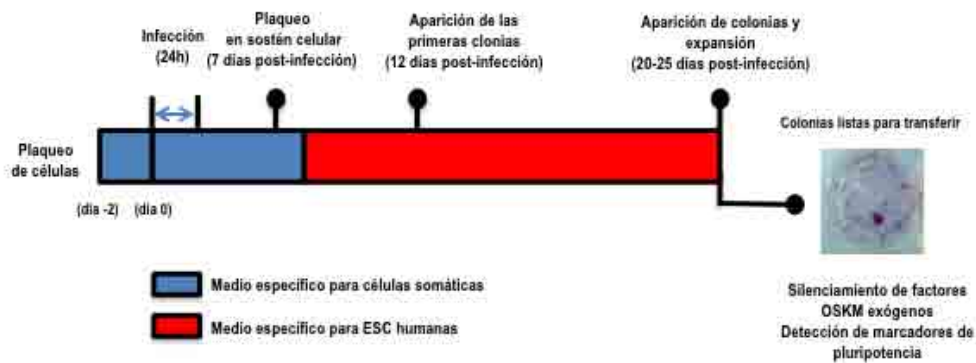 Infección
(24h)
Plaqueo
en sostén celular
(7 días post-infección)
Aparición de las
primeras clonias
(12 días post-infección)
Aparición de colonias y
expansión
(20-25 días post-infección)
Plaqueo
de células
(día -2)
(día 0)
Colonias listas para transferir
Medio específico para células somáticas
Medio específico para ESC humanas
Silenciamiento de factores
OSKM exógenos
Detección de marcadores de
pluripotencia